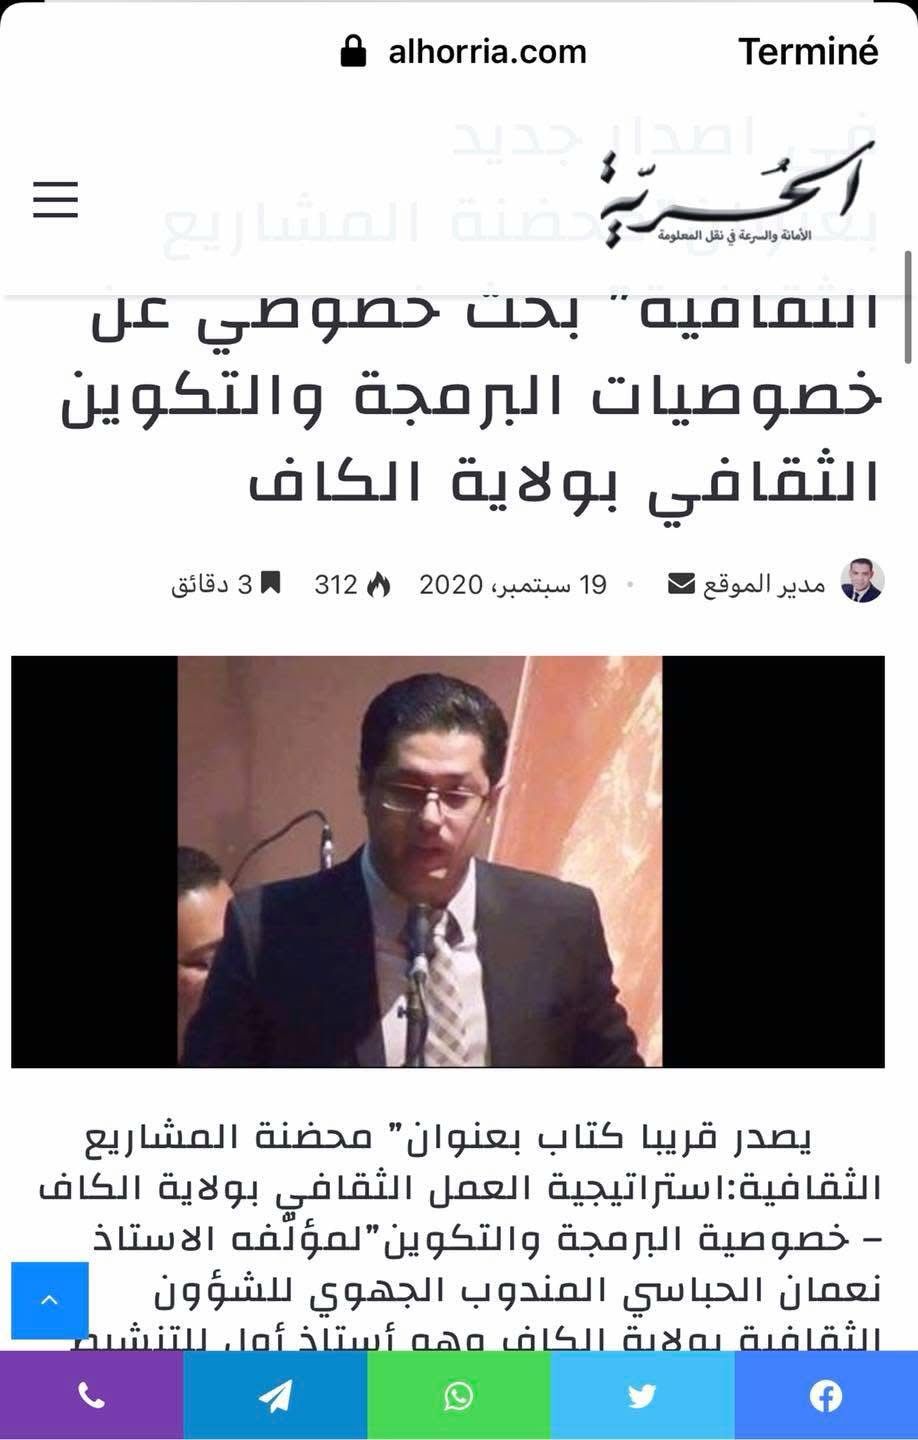 alhorria.com
Terminé
في اصدار جديد
الحرية
الأمانة والسرعة في نقل المعلومة
بعنوان "محضنة المشاريع
الثقافية" بحث خصوصي عن
خصوصيات البرمجة والتكوين
الثقافي بولاية الكاف
مدير الموقع • 19 سبتمبر، 2020 312 3 دقائق
يصدر قريبا كتاب بعنوان" محضنة المشاريع
الثقافية:استراتيجية العمل الثقافي بولاية الكاف
– خصوصية البرمجة والتكوين"لمؤلّفه الاستاذ
نعمان الحباسي المندوب الجهوي للشؤون
الثقافية بولاية الكاف وهو أستاذ أول للتنشيط